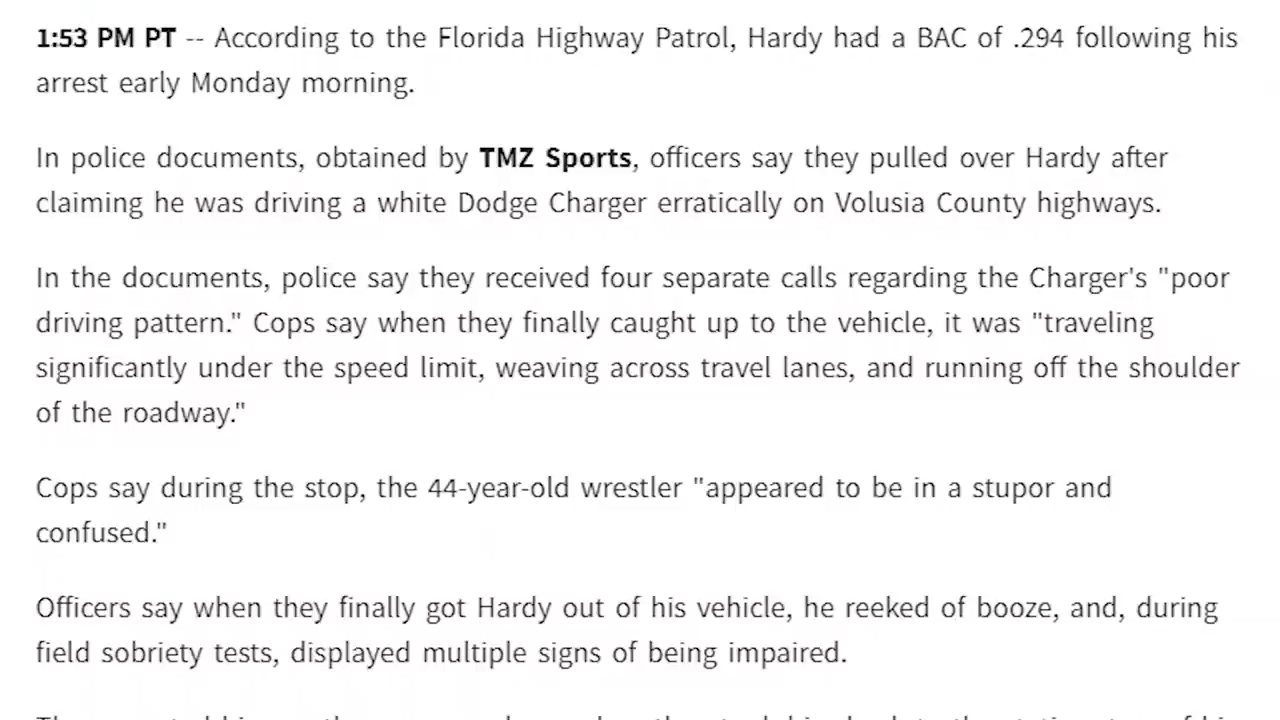 1:53 PM PT -- According to the Florida Highway Patrol, Hardy had a BAC of .294 following his
arrest early Monday morning.
In police documents, obtained by TMZ Sports, officers say they pulled over Hardy after
claiming he was driving a white Dodge Charger erratically on Volusia County highways.
In the documents, police say they received four separate calls regarding the Charger's "poor
driving pattern." Cops say when they finally caught up to the vehicle, it was "traveling
significantly under the speed limit, weaving across travel lanes, and running off the shoulder
of the roadway."
Cops say during the stop, the 44-year-old wrestler "appeared to be in a stupor and
confused."
Officers say when they finally got Hardy out of his vehicle, he reeked of booze, and, during
field sobriety tests, displayed multiple signs of being impaired.